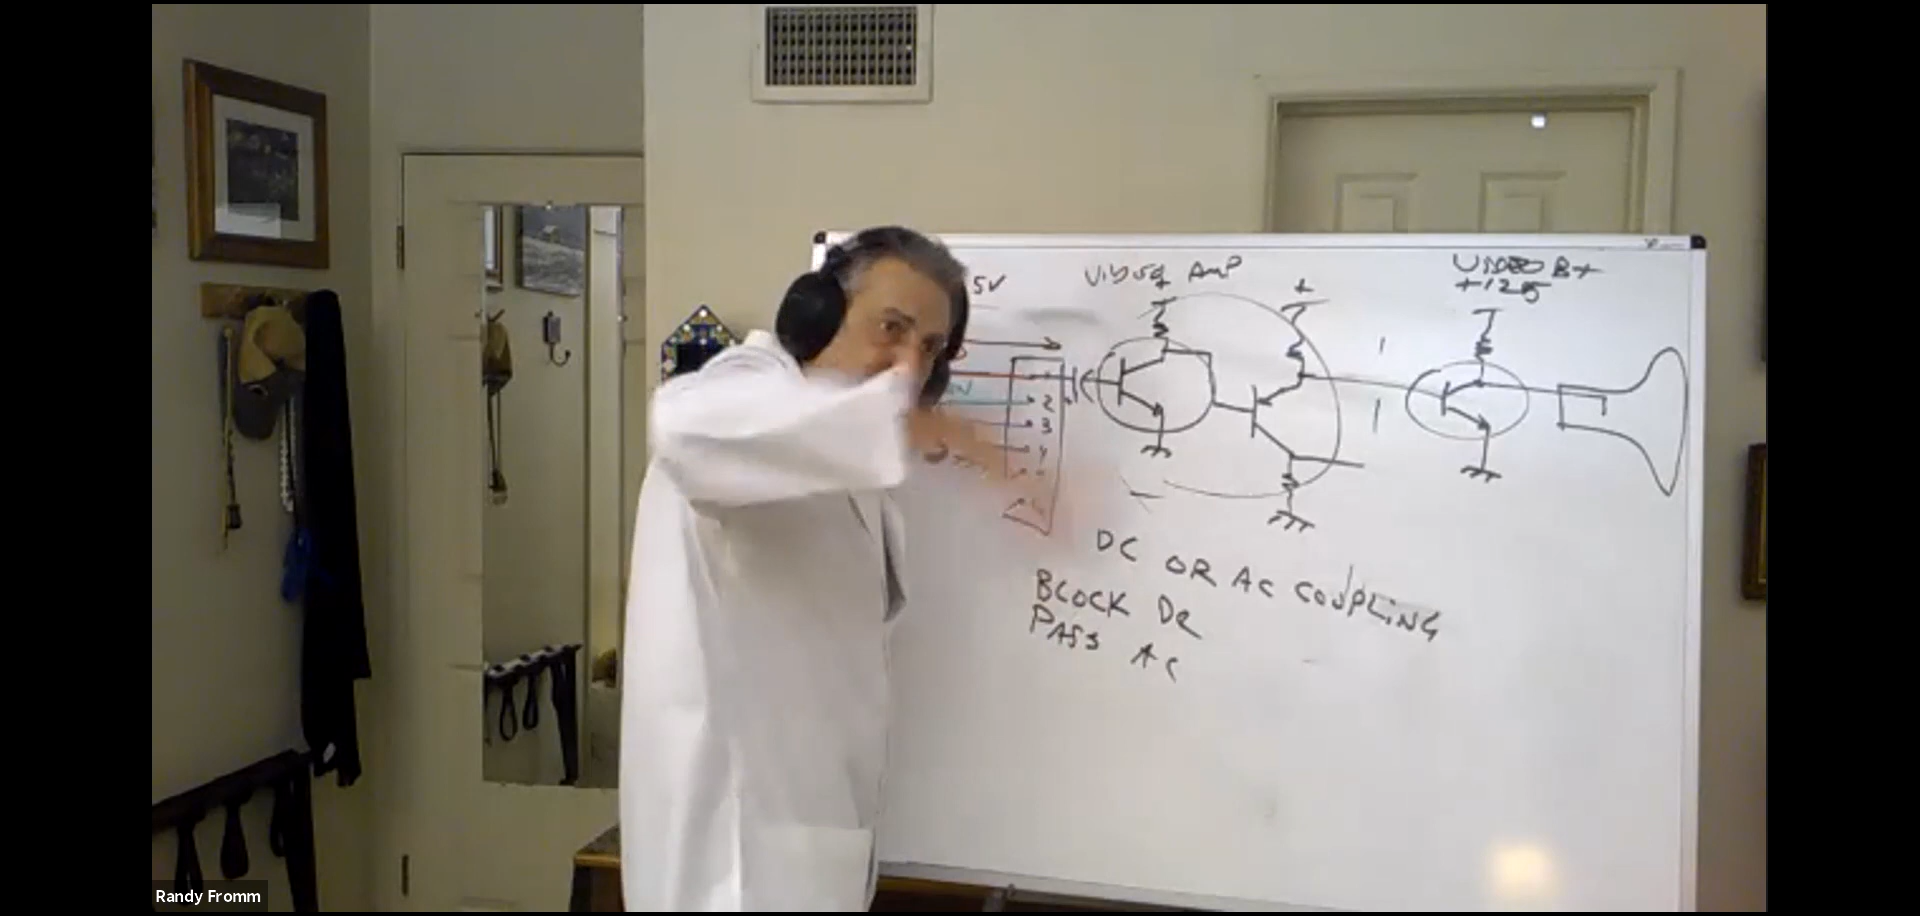 5V
VIDEO AMP
+
VIDEO B+
+125
1
2
3
4
DC OR AC COUPLING
BLOCK DC
PASS AC
Randy Fromm